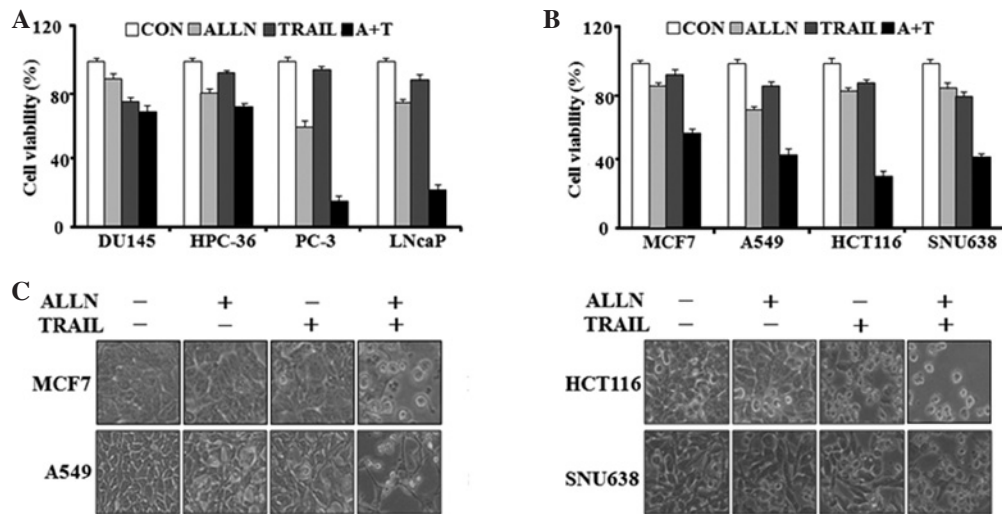 A
120
80
40
0
Cell viability (%)
CON ALLN TRAIL A+T
DU145 HPC-36 PC-3 LNcaP
B
120
80
40
0
Cell viability (%)
CON ALLN TRAIL A+T
MCF7 A549 HCT116 SNU638
C
ALLN – + – +
TRAIL – – + +
MCF7
A549
ALLN – + – +
TRAIL – – + +
HCT116
SNU638